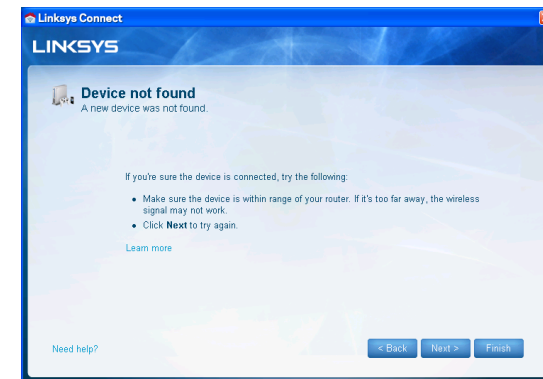 Linksys Connect
LINKSYS
Device not found
A new device was not found.
If you're sure the device is connected, try the following:
• Make sure the device is within range of your router. If it's too far away, the wireless
signal may not work.
• Click Next to try again.
Learn more
Need help?
< Back
Next >
Finish